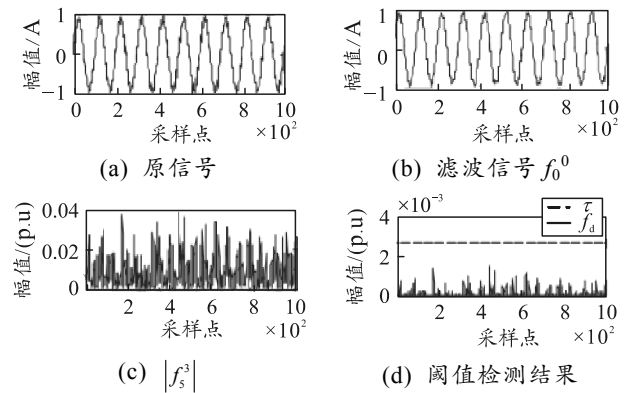 幅值/A
1
0
−1
0 2 4 6 8 10
采样点 ×10²
(a) 原信号
幅值/A
1
0
−1
0 2 4 6 8 10
采样点 ×10²
(b) 滤波信号 f₀⁰
幅值/(p.u)
0.04
0.02
0
2 4 6 8 10
采样点 ×10²
(c) |f₅³|
×10⁻³
幅值/(p.u)
4
2
0
τ
f_d
0 2 4 6 8 10
采样点 ×10²
(d) 阈值检测结果